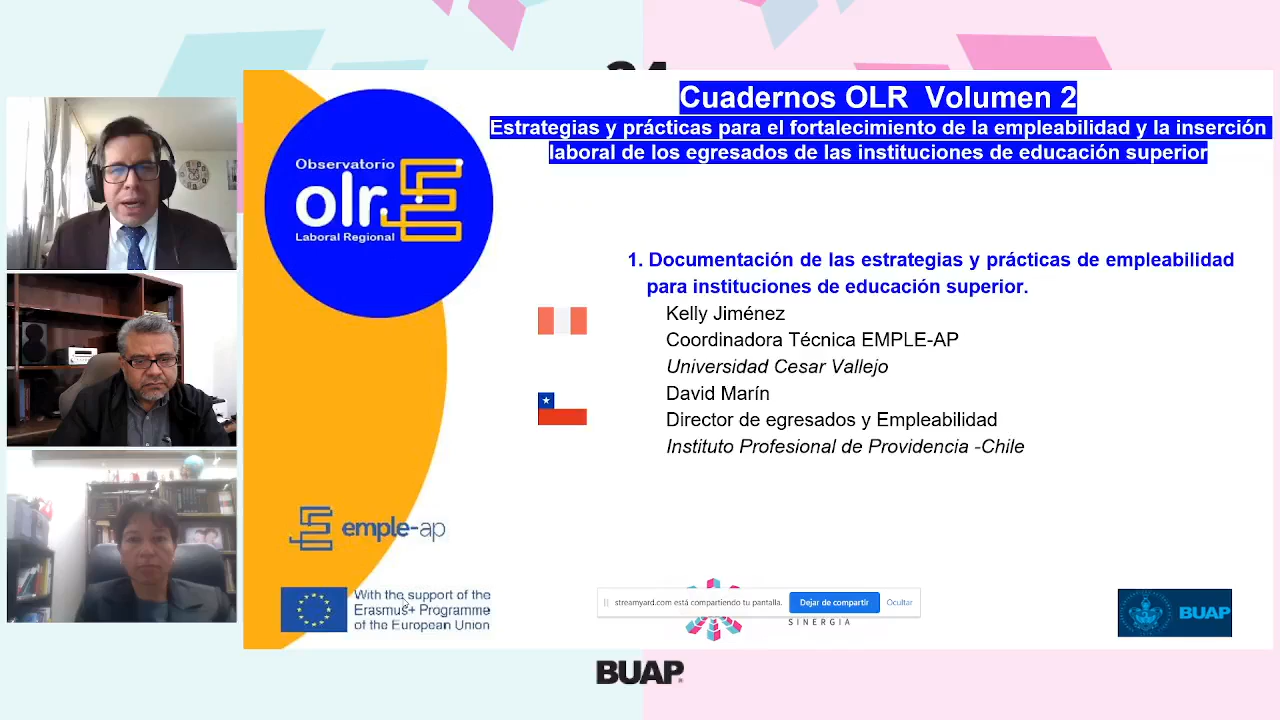 Cuadernos OLR Volumen 2
Estrategias y prácticas para el fortalecimiento de la empleabilidad y la inserción
laboral de los egresados de las instituciones de educación superior
Observatorio
olr.
Laboral Regional
1. Documentación de las estrategias y prácticas de empleabilidad
para instituciones de educación superior.
Kelly Jiménez
Coordinadora Técnica EMPLE-AP
Universidad Cesar Vallejo
David Marín
Director de egresados y Empleabilidad
Instituto Profesional de Providencia -Chile
emple-ap
With the support of the
Erasmus+ Programme
of the European Union
streamyard.com está compartiendo tu pantalla.
Dejar de compartir
Ocultar
SINERGIA
BUAP
BUAP